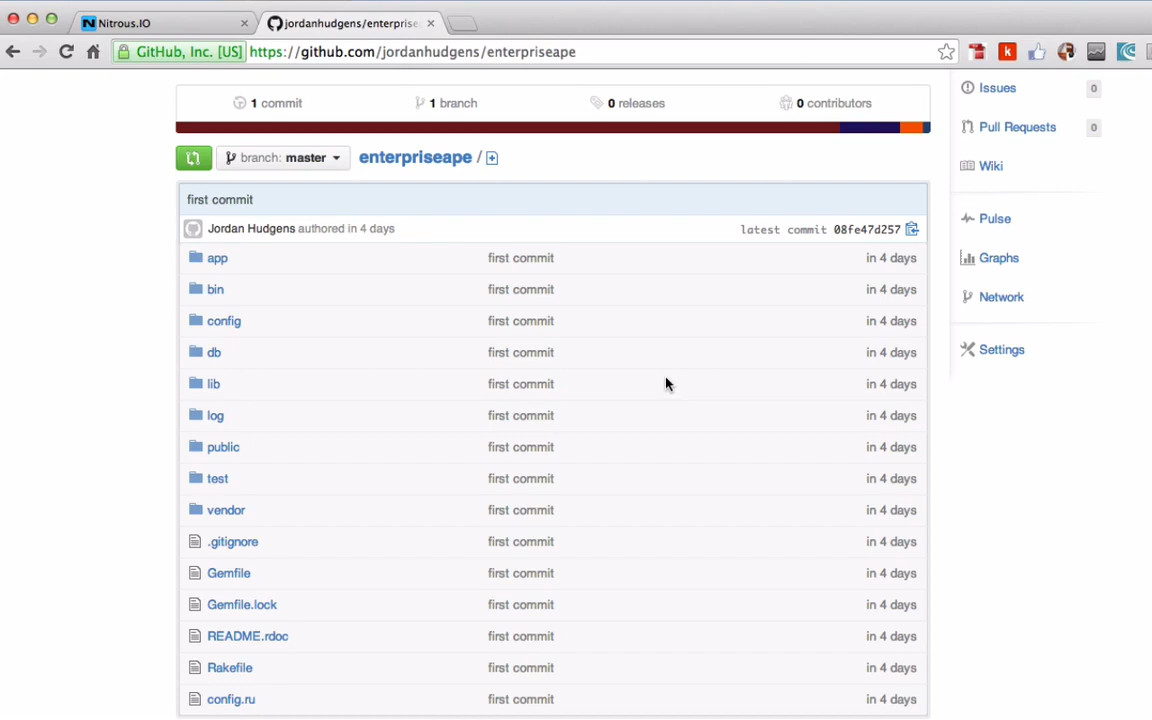 Nitrous.IO
jordanhudgens/enterprise
GitHub, Inc. [US] https://github.com/jordanhudgens/enterpriseape
1 commit 1 branch 0 releases 0 contributors
branch: master enterpriseape /
first commit
Jordan Hudgens authored in 4 days latest commit 08fe47d257
app first commit in 4 days
bin first commit in 4 days
config first commit in 4 days
db first commit in 4 days
lib first commit in 4 days
log first commit in 4 days
public first commit in 4 days
test first commit in 4 days
vendor first commit in 4 days
.gitignore first commit in 4 days
Gemfile first commit in 4 days
Gemfile.lock first commit in 4 days
README.rdoc first commit in 4 days
Rakefile first commit in 4 days
config.ru first commit in 4 days
Issues 0
Pull Requests 0
Wiki
Pulse
Graphs
Network
Settings